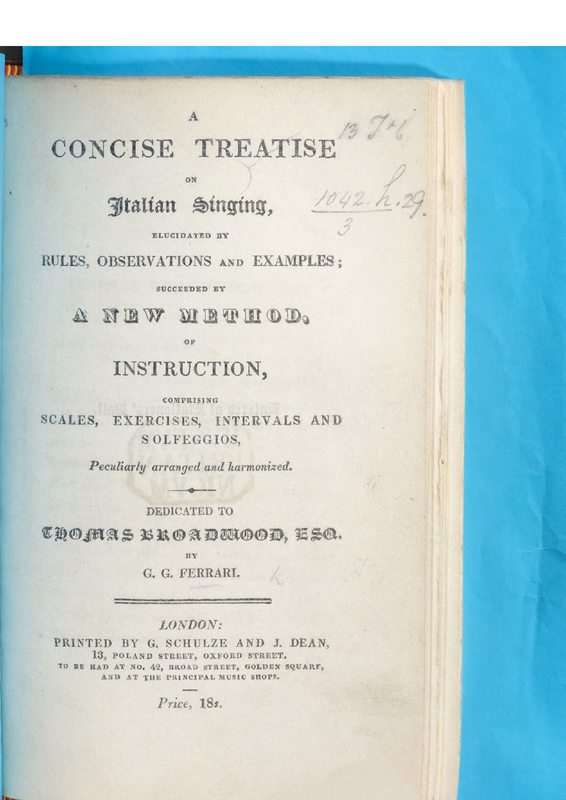 A
CONCISE TREATISE
ON
Italian Singing,
ELUCIDATED BY
RULES, OBSERVATIONS AND EXAMPLES;
SUCCEEDED BY
A NEW METHOD,
OF
INSTRUCTION,
COMPRISING
SCALES, EXERCISES, INTERVALS AND
SOLFEGGIOS,
Peculiarly arranged and harmonized.
DEDICATED TO
THOMAS BROADWOOD, ESQ.
BY
G. G. FERRARI.
LONDON:
PRINTED BY G. SCHULZE AND J. DEAN,
13, POLAND STREET, OXFORD STREET.
TO BE HAD AT NO. 42, BROAD STREET, GOLDEN SQUARE,
AND AT THE PRINCIPAL MUSIC SHOPS.
Price, 18s.
1042.h.29.
3